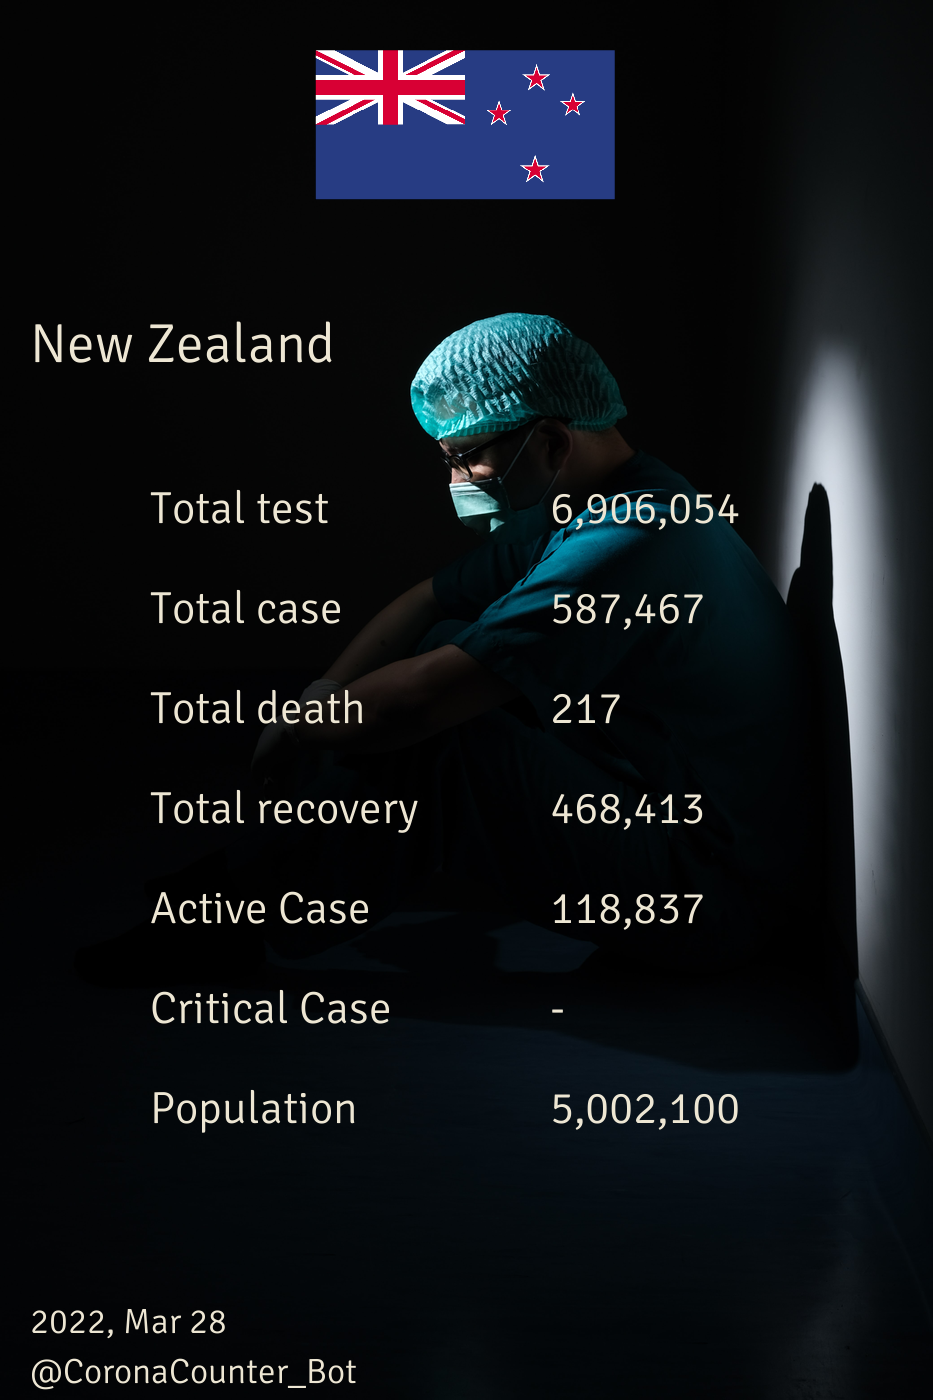 New Zealand
Total test 6,906,054
Total case 587,467
Total death 217
Total recovery 468,413
Active Case 118,837
Critical Case -
Population 5,002,100
2022, Mar 28
@CoronaCounter_Bot